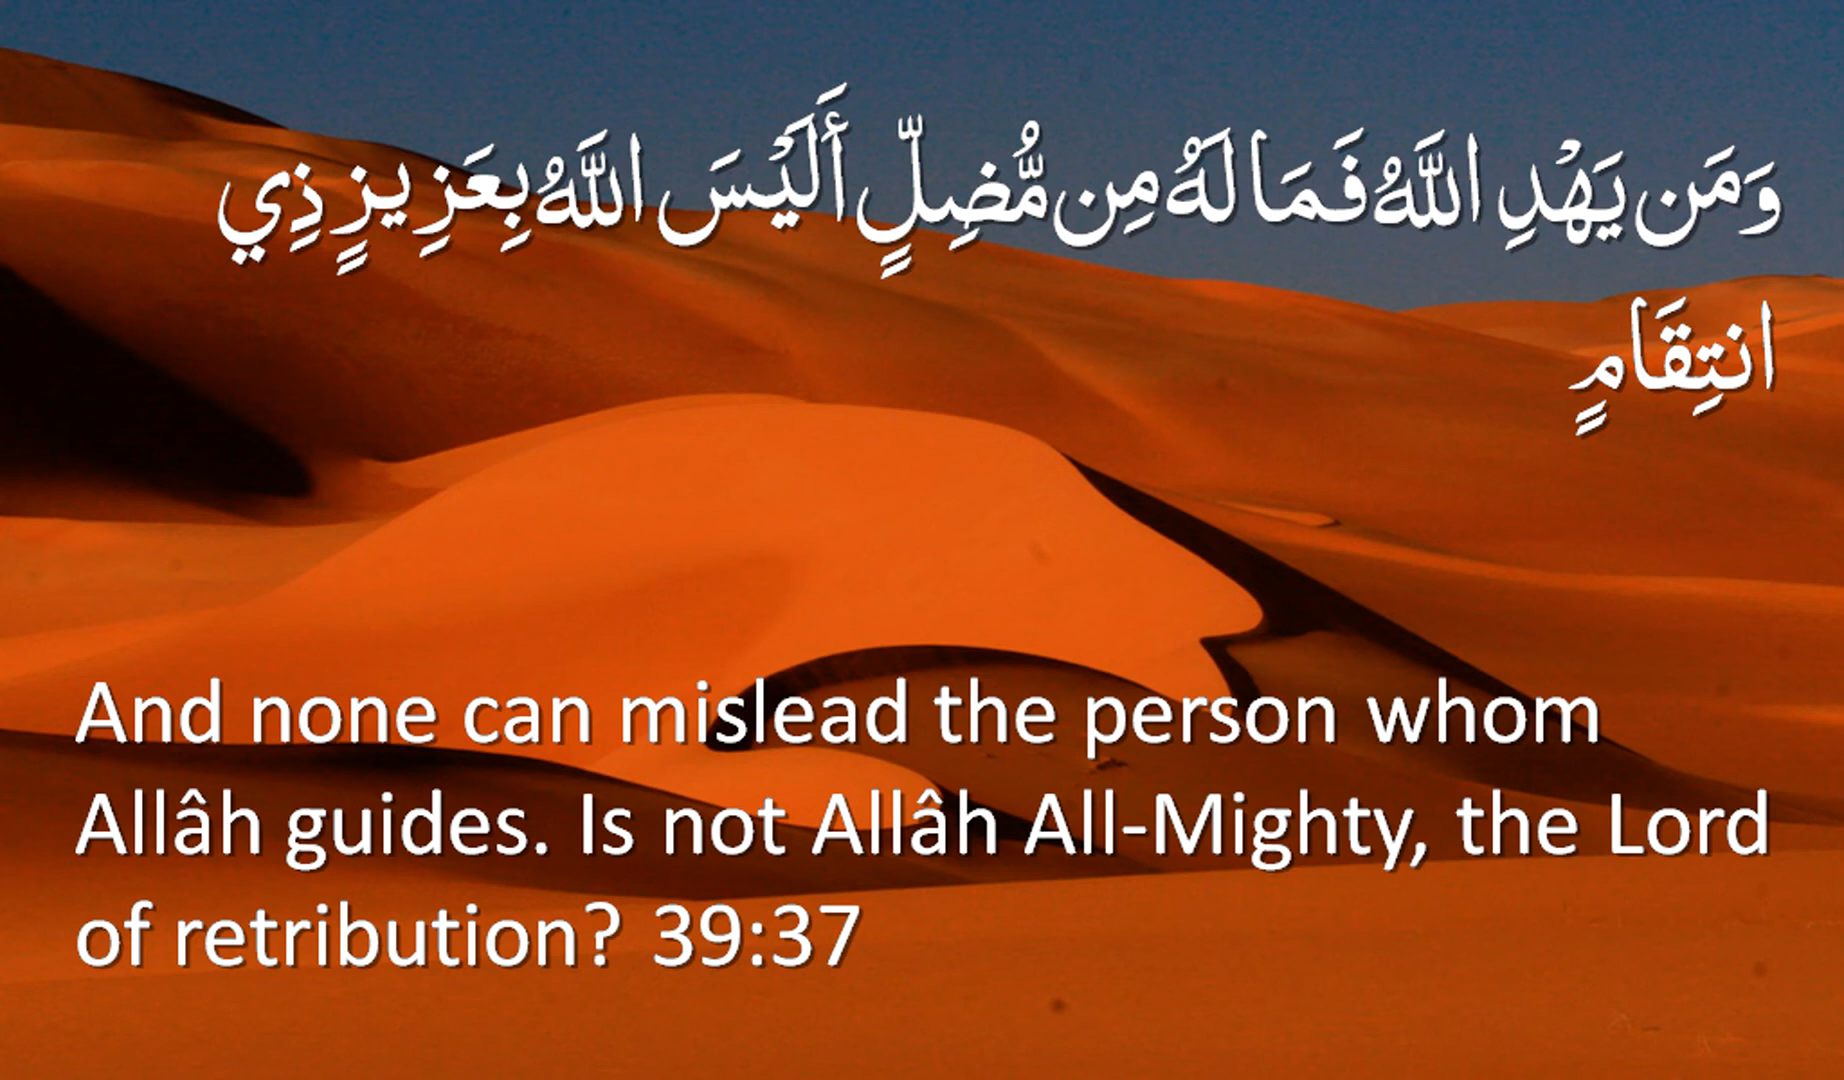 وَمَن يَهْدِ اللَّهُ فَمَا لَهُ مِن مُّضِلٍّ أَلَيْسَ اللَّهُ بِعَزِيزٍ ذِي
انتِقَامٍ
And none can mislead the person whom
Allâh guides. Is not Allâh All-Mighty, the Lord
of retribution? 39:37